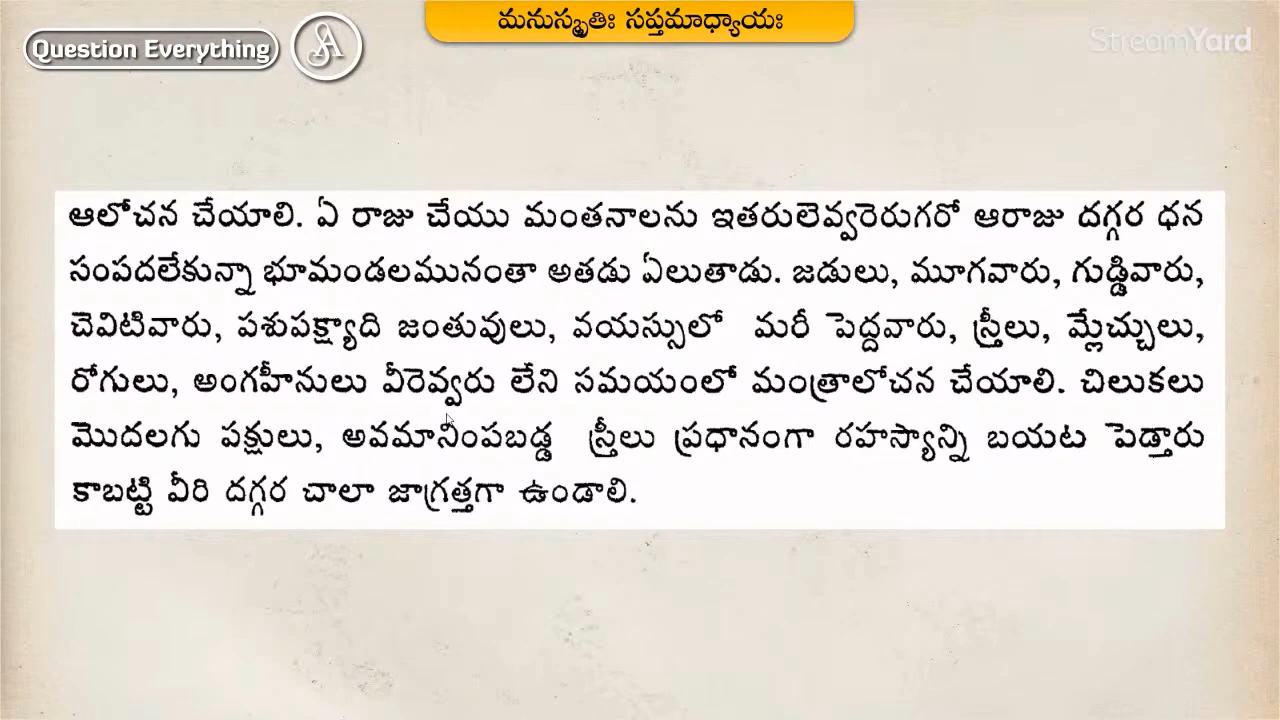 మనుస్మృతిః సప్తమాధ్యాయః
Question Everything
StreamYard
ఆలోచన చేయాలి. ఏ రాజు చేయు మంతనాలను ఇతరులెవ్వరెరుగరో ఆరాజు దగ్గర ధన
సంపదలేకున్నా భూమండలమునంతా అతడు ఏలుతాడు. జడులు, మూగవారు, గుడ్డివారు,
చెవిటివారు, పశుపక్ష్యాది జంతువులు, వయస్సులో మరీ పెద్దవారు, స్త్రీలు, మ్లేచ్చులు,
రోగులు, అంగహీనులు వీరెవ్వరు లేని సమయంలో మంత్రాలోచన చేయాలి. చిలుకలు
మొదలగు పక్షులు, అవమానింపబడ్డ స్త్రీలు ప్రధానంగా రహస్యాన్ని బయట పెడ్తారు
కాబట్టి వీరి దగ్గర చాలా జాగ్రత్తగా ఉండాలి.